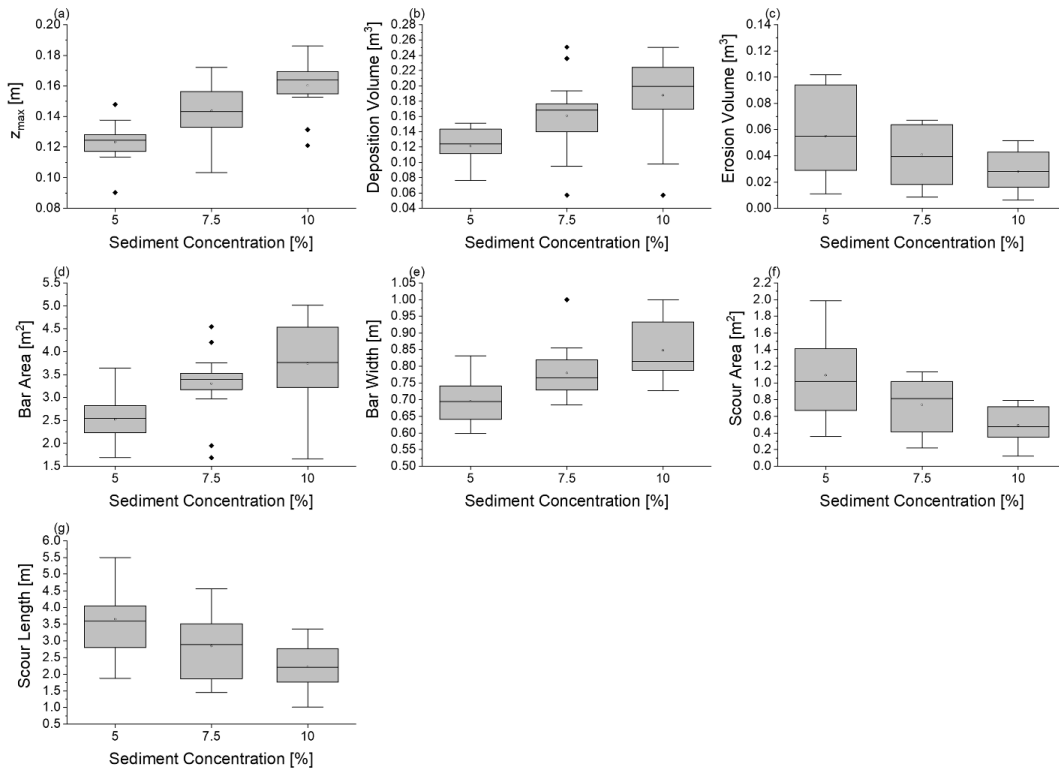 (a)
z_max [m]
0.20
0.18
0.16
0.14
0.12
0.10
0.08
5 7.5 10
Sediment Concentration [%]
(b)
Deposition Volume [m³]
0.28
0.26
0.24
0.22
0.20
0.18
0.16
0.14
0.12
0.10
0.08
0.06
0.04
5 7.5 10
Sediment Concentration [%]
(c)
Erosion Volume [m³]
0.14
0.12
0.10
0.08
0.06
0.04
0.02
0.00
5 7.5 10
Sediment Concentration [%]
(d)
Bar Area [m²]
5.5
5.0
4.5
4.0
3.5
3.0
2.5
2.0
1.5
5 7.5 10
Sediment Concentration [%]
(e)
Bar Width [m]
1.05
1.00
0.95
0.90
0.85
0.80
0.75
0.70
0.65
0.60
0.55
0.50
5 7.5 10
Sediment Concentration [%]
(f)
Scour Area [m²]
2.2
2.0
1.8
1.6
1.4
1.2
1.0
0.8
0.6
0.4
0.2
0.0
5 7.5 10
Sediment Concentration [%]
(g)
Scour Length [m]
6.0
5.5
5.0
4.5
4.0
3.5
3.0
2.5
2.0
1.5
1.0
0.5
5 7.5 10
Sediment Concentration [%]